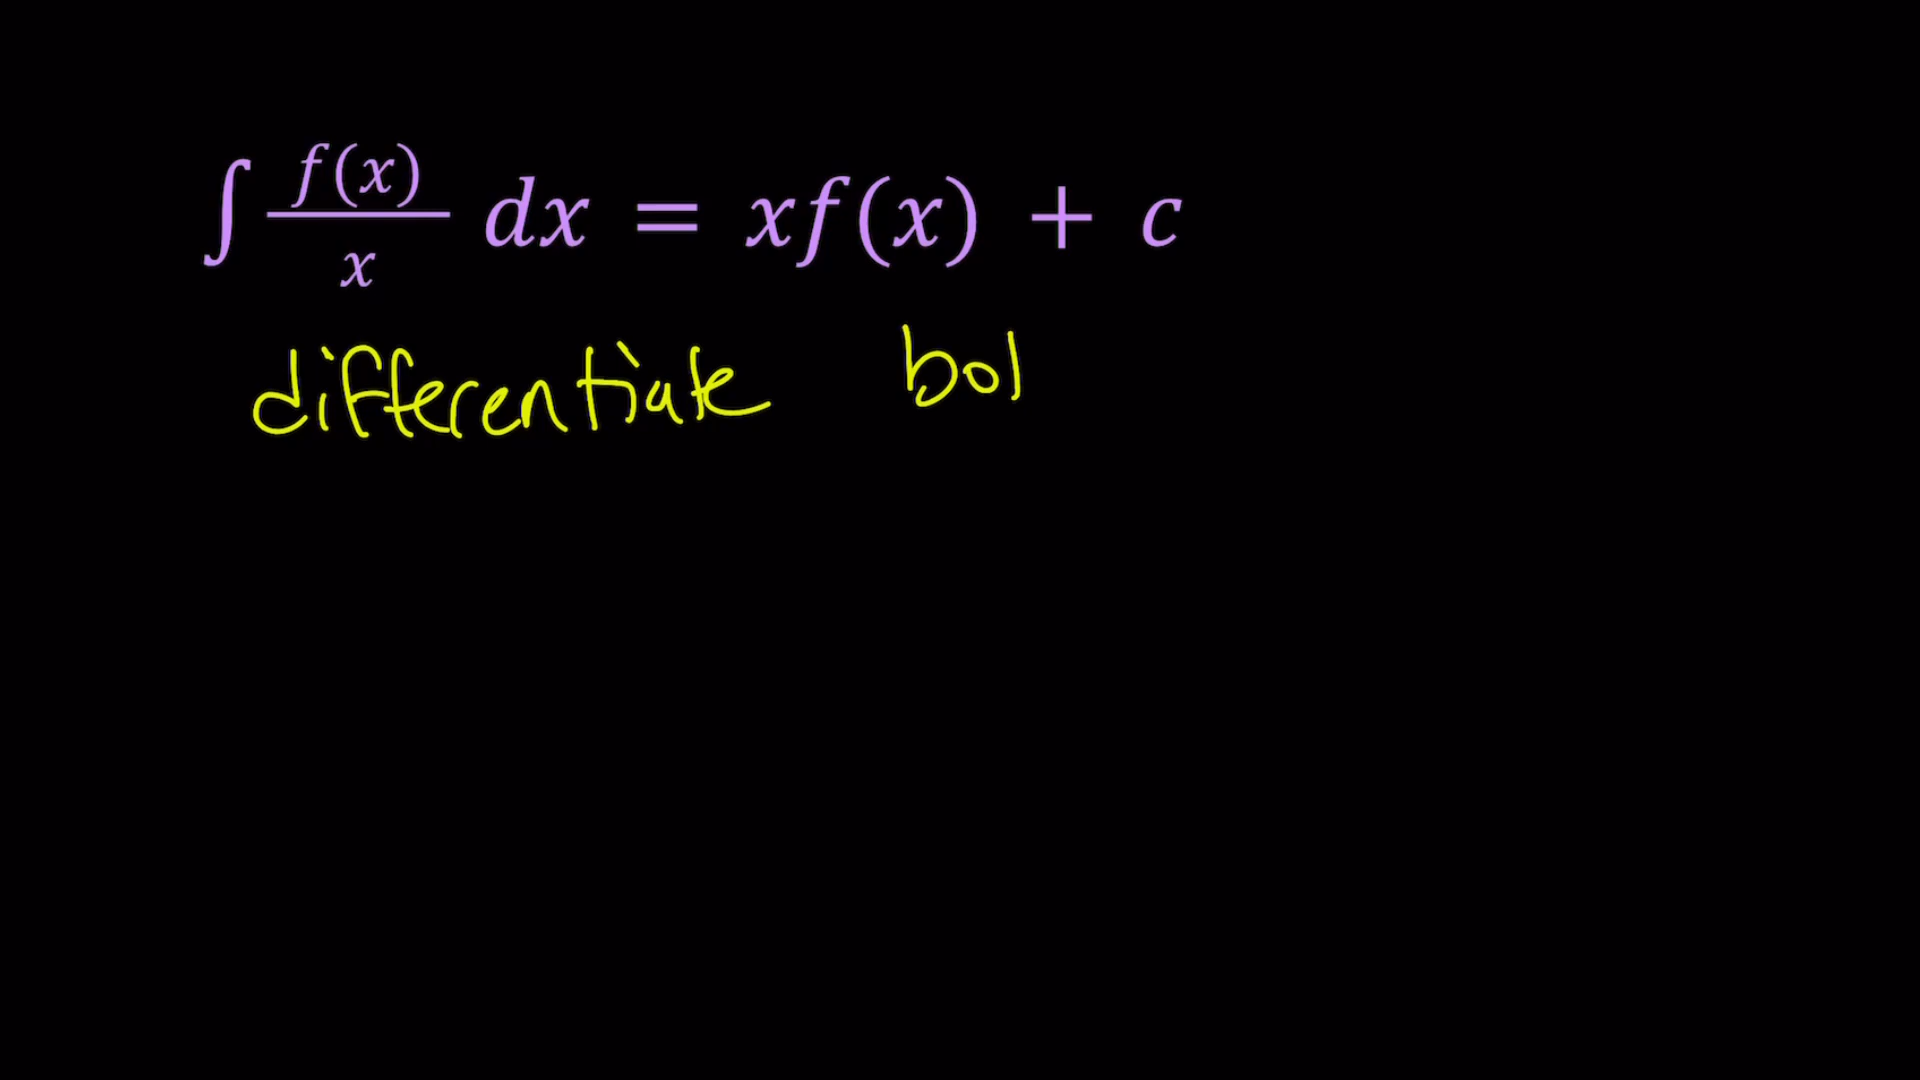 ∫ f(x)/x dx = xf(x) + c
differentiate bol